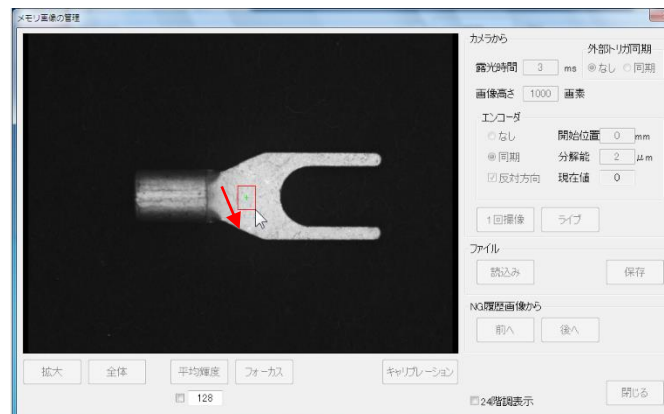 メモリ画像の管理
カメラから
外部トリガ同期
露光時間 3 ms なし 同期
画像高さ 1000 画素
エンコーダ
なし 開始位置 0 mm
同期 分解能 2 μm
反対方向 現在値 0
1回撮像 ライブ
ファイル
読込み 保存
NG履歴画像から
前へ 後へ
拡大 全体 平均輝度 フォーカス キャリブレーション
128
24階調表示
閉じる